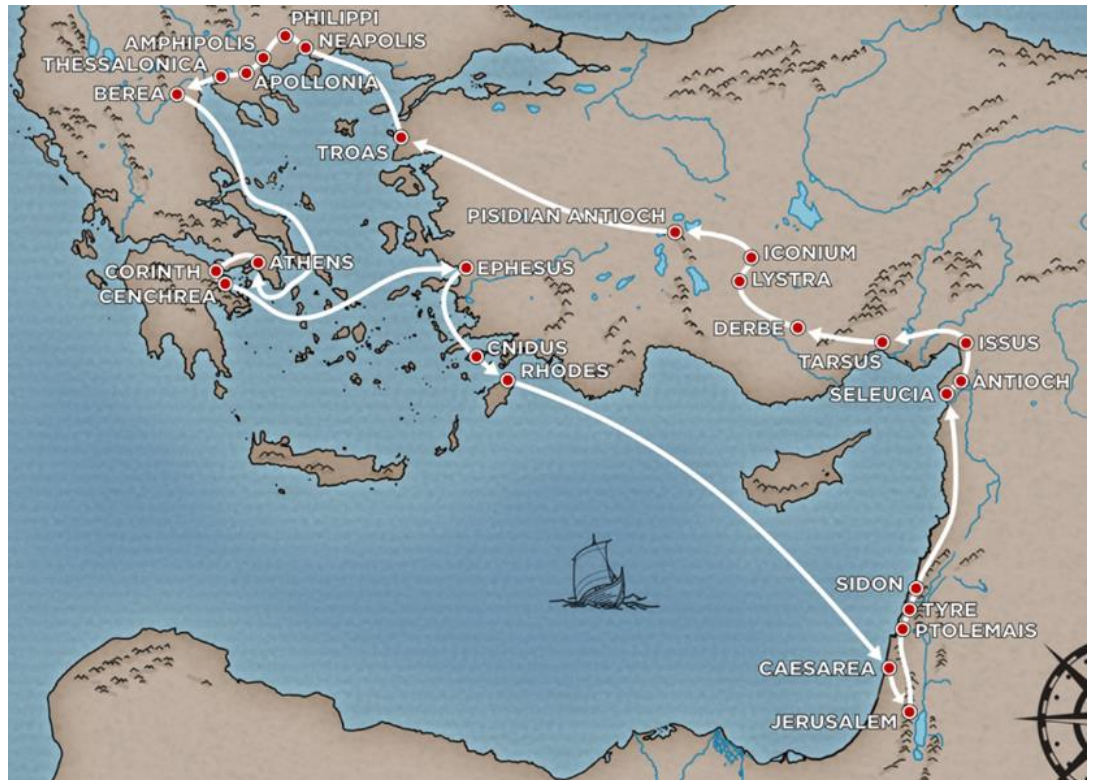 PHILIPPI
AMPHIPOLIS
NEAPOLIS
THESSALONICA
APOLLONIA
BEREA
TROAS
PISIDIAN ANTIOCH
ICONIUM
CORINTH
ATHENS
EPHESUS
LYSTRA
CENCHREA
DERBE
ISSUS
CNIDUS
TARSUS
RHODES
ANTIOCH
SELEUCIA
SIDON
TYRE
PTOLEMAIS
CAESAREA
JERUSALEM